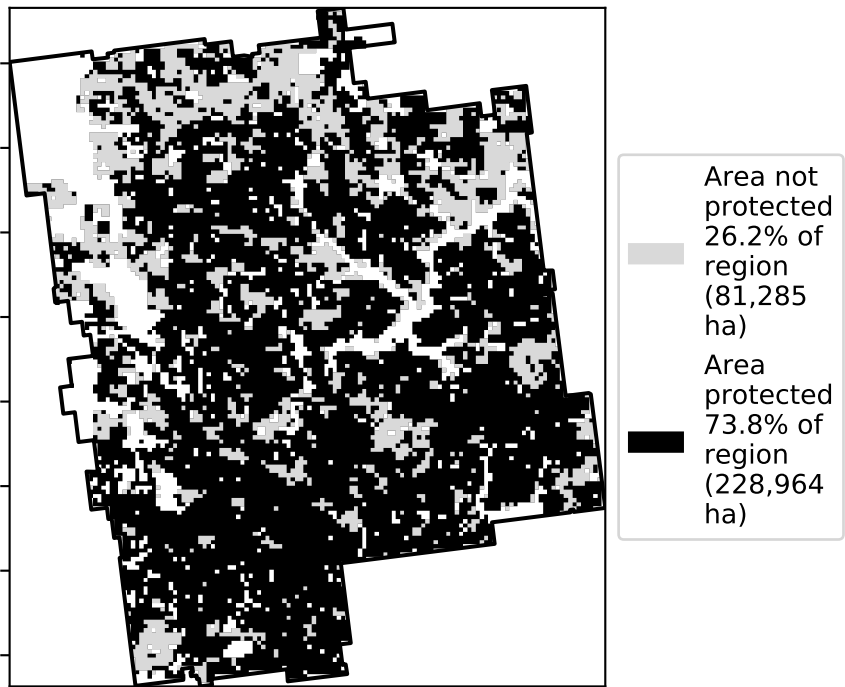 Area not
protected
26.2% of
region
(81,285
ha)
Area
protected
73.8% of
region
(228,964
ha)